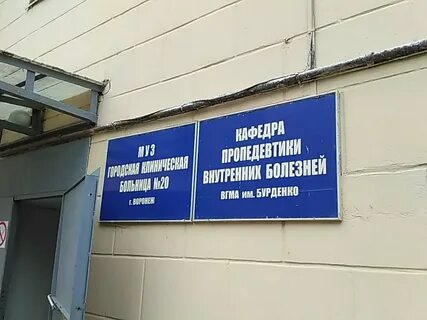 МУЗ
ГОРОДСКАЯ КЛИНИЧЕСКАЯ
БОЛЬНИЦА №20
г. ВОРОНЕЖ
КАФЕДРА
ПРОПЕДЕВТИКИ
ВНУТРЕННИХ БОЛЕЗНЕЙ
ВГМА им. БУРДЕНКО